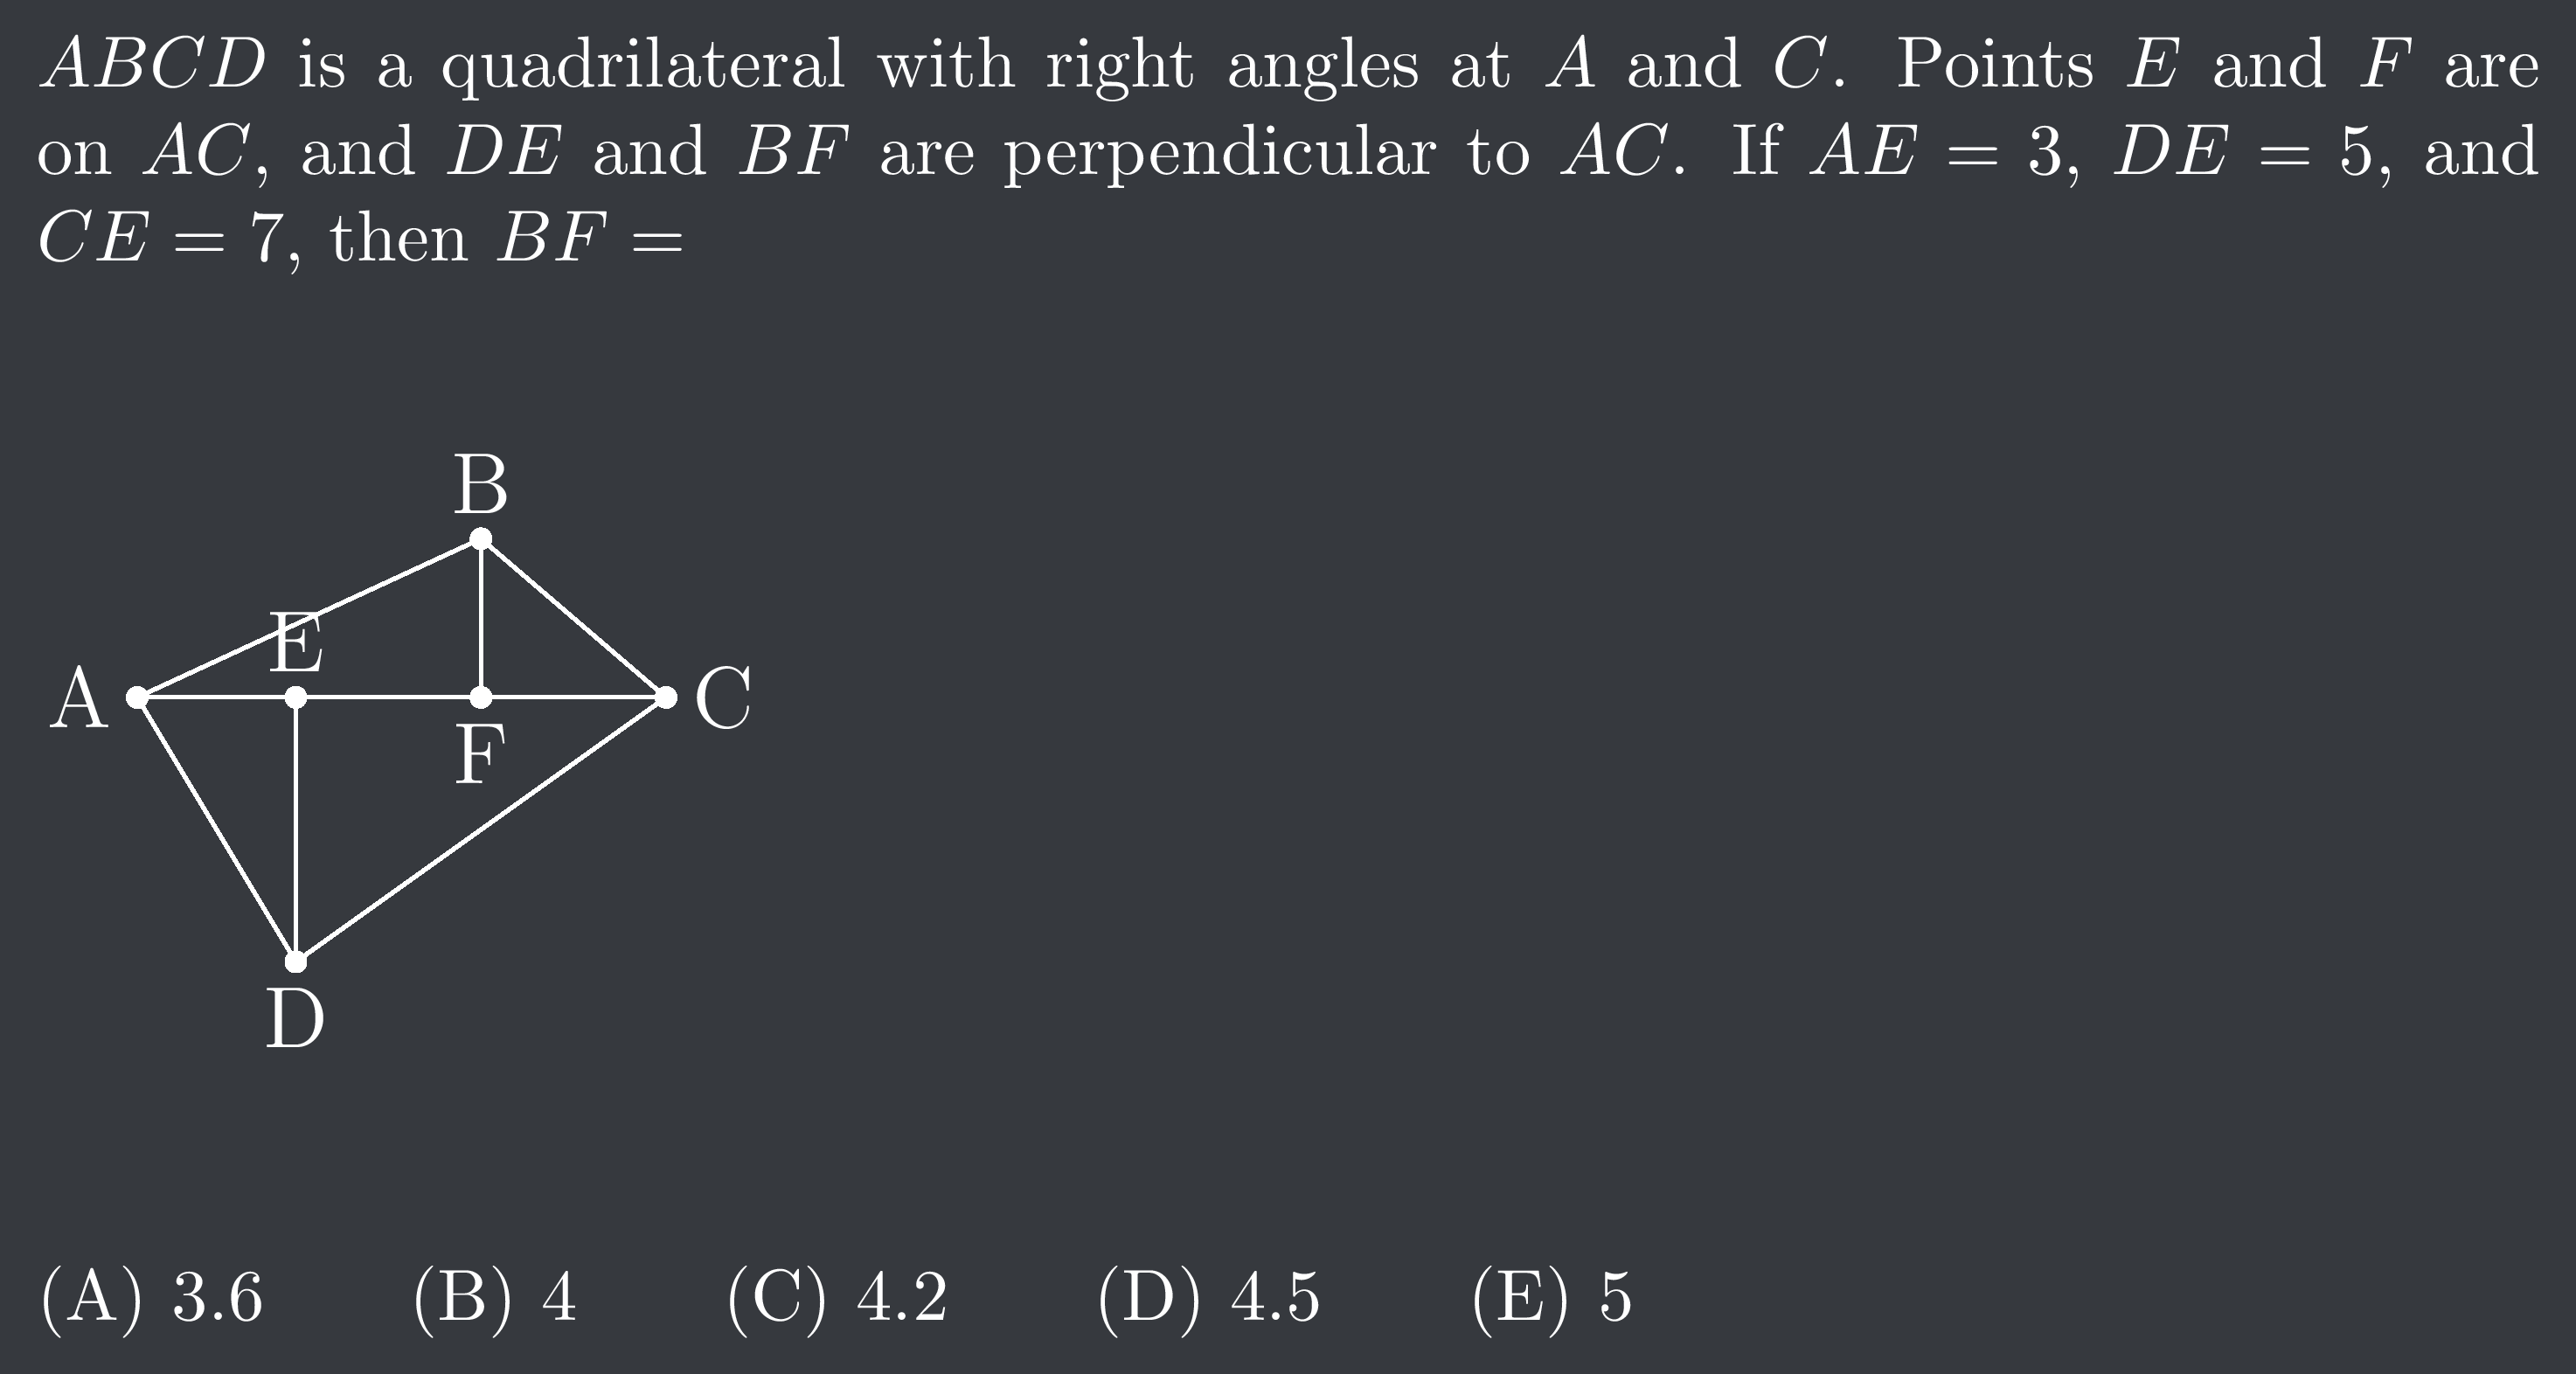 ABCD is a quadrilateral with right angles at A and C. Points E and F are
on AC, and DE and BF are perpendicular to AC. If AE = 3, DE = 5, and
CE = 7, then BF =
B
E
A
C
F
D
(A) 3.6 (B) 4 (C) 4.2 (D) 4.5 (E) 5